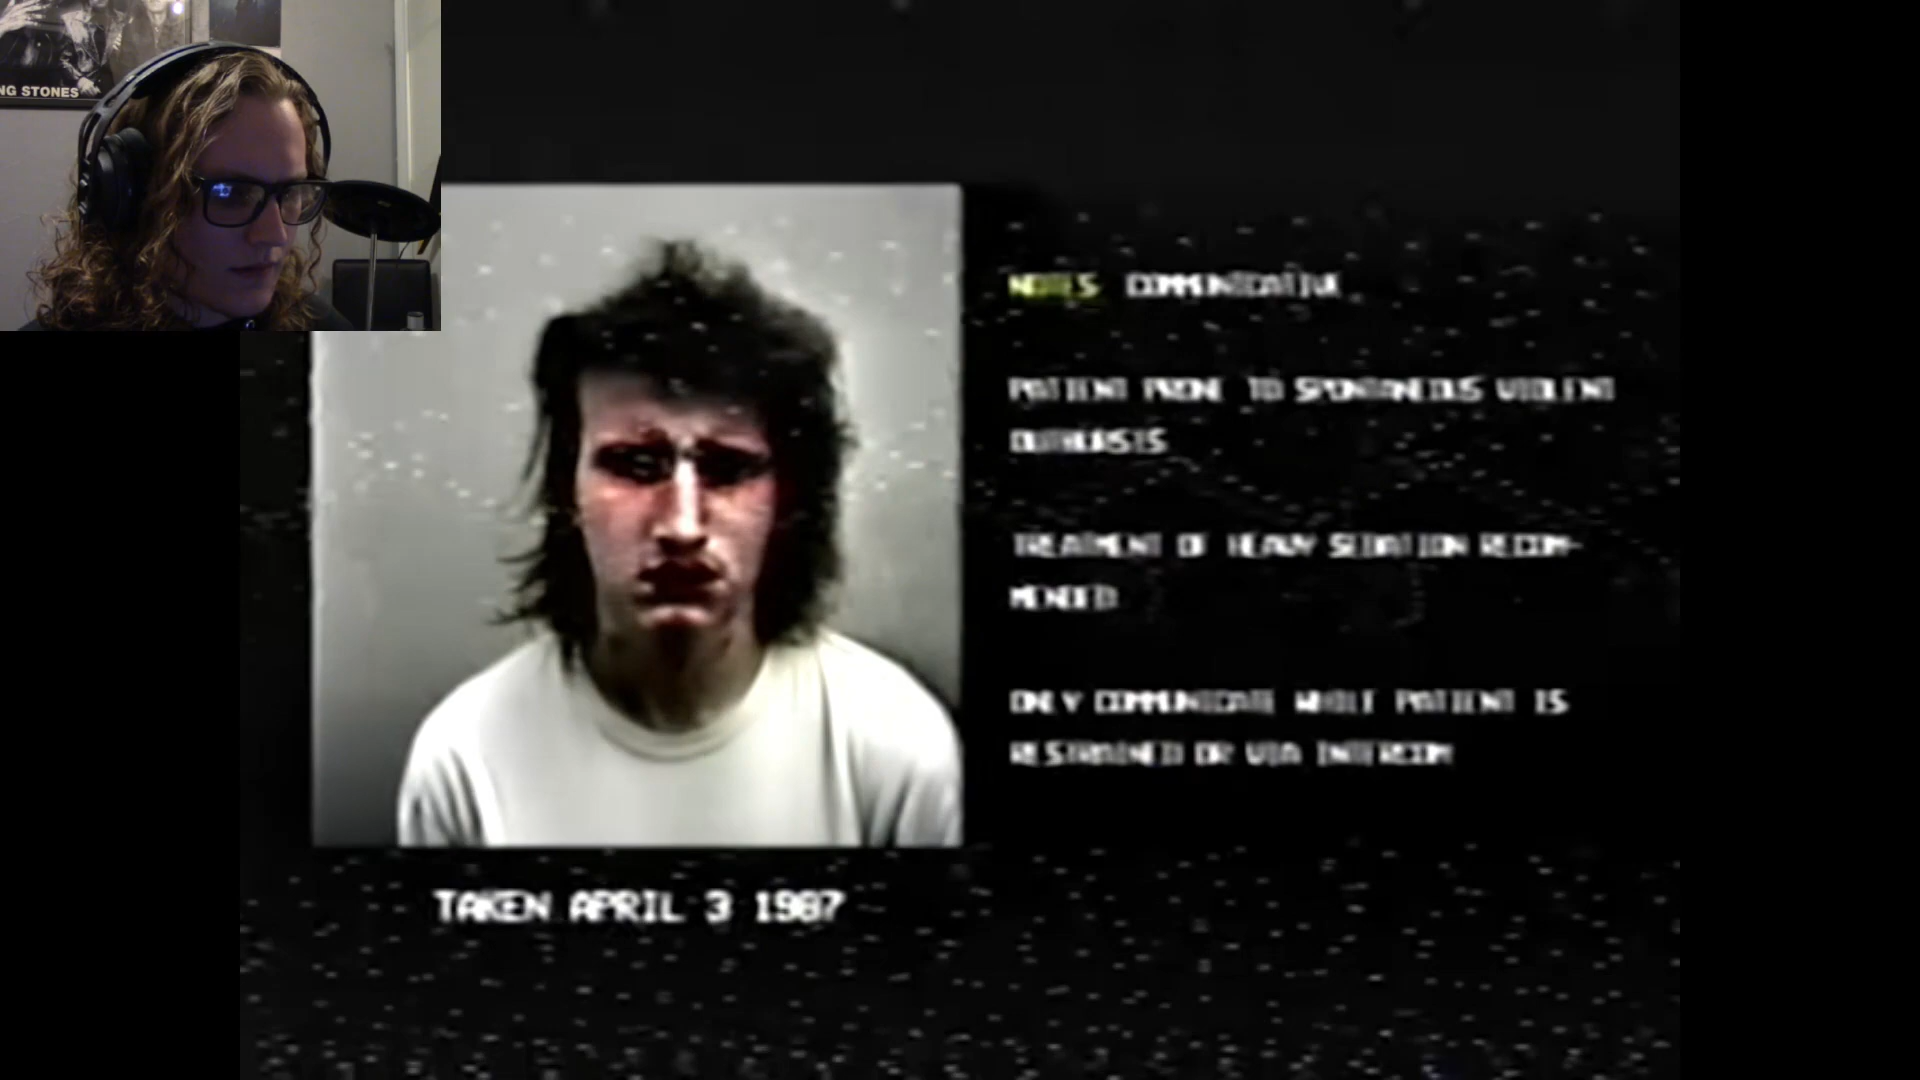 NG STONES
NOTES COMMUNICATIVE
PATIENT PRONE TO SPONTANEOUS VIOLENT
OUTBURSTS
TREATMENT OF HEAVY SEDATION RECOM-
MENDED
ONLY COMMUNICATE WHILE PATIENT IS
RESTRAINED OR VIA INTERCOM
TAKEN APRIL 3 1987